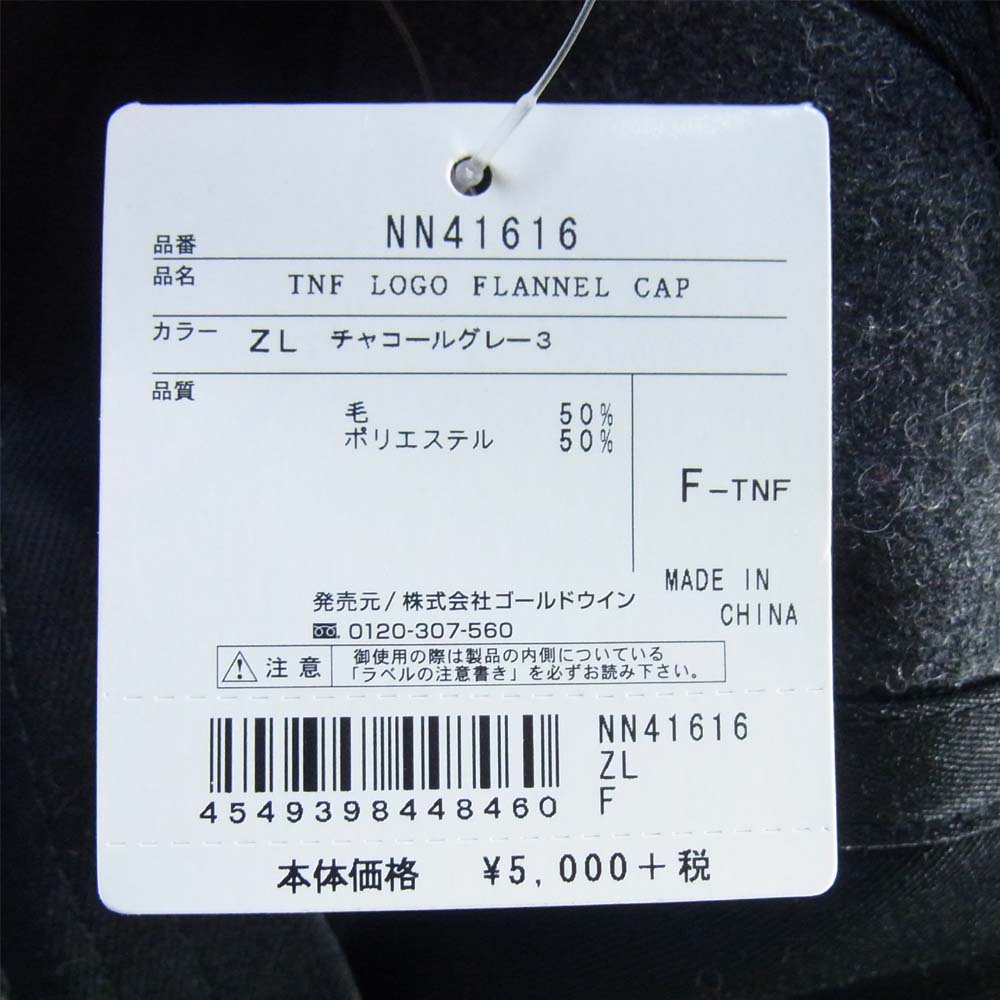 品番 NN41616
品名 TNF LOGO FLANNEL CAP
カラー ZL チャコールグレー3
品質
毛 50%
ポリエステル 50%
F-TNF
MADE IN
CHINA
発売元/株式会社ゴールドウイン
0120-307-560
注意
御使用の際は製品の内側についている
「ラベルの注意書き」を必ずお読み下さい。
NN41616
ZL
F
4549398448460
本体価格 ¥5,000+税